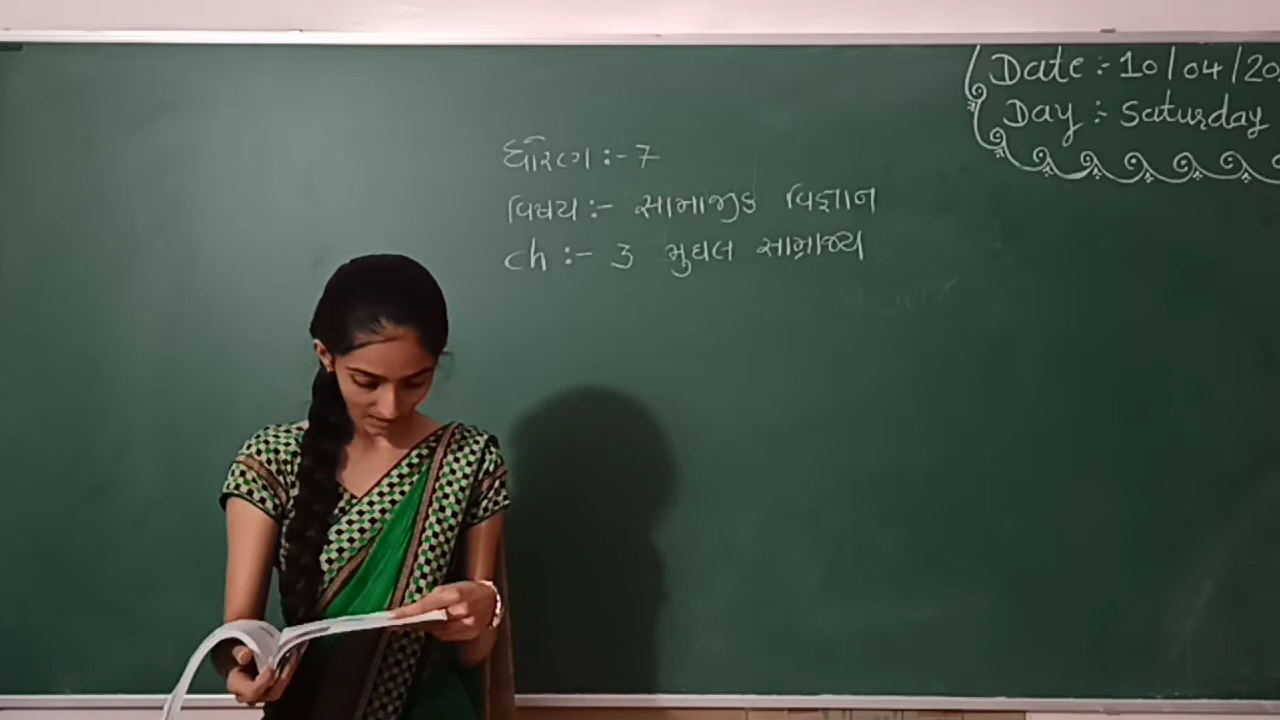 Date :- 10/04/20
Day :- Saturday
ધોરણ :- 7
વિષય :- સામાજીક વિજ્ઞાન
ch :- 3 મુઘલ સામ્રાજ્ય